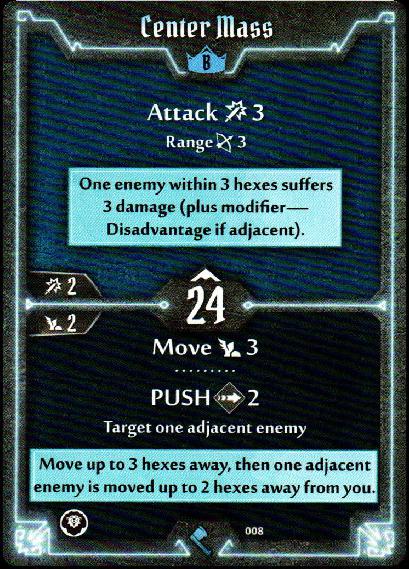 Center Mass
B
Attack 3
Range 3
One enemy within 3 hexes suffers
3 damage (plus modifier—
Disadvantage if adjacent).
2
24
2
Move 3
PUSH 2
Target one adjacent enemy
Move up to 3 hexes away, then one adjacent
enemy is moved up to 2 hexes away from you.
008